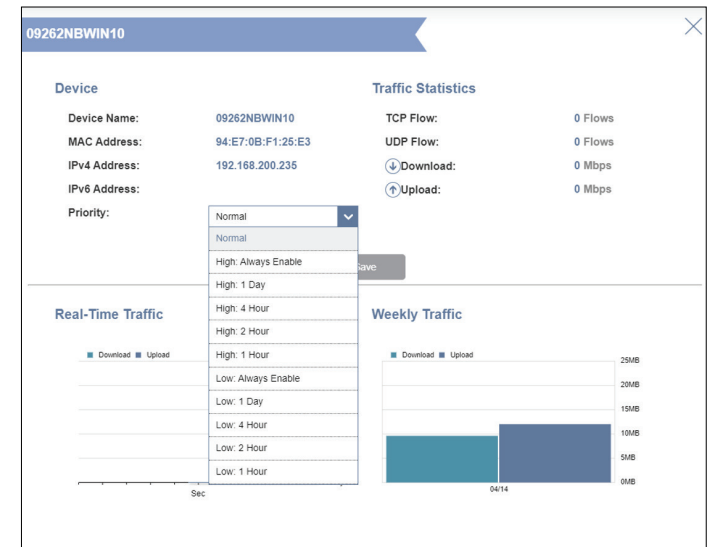 09262NBWIN10
Device
Device Name: 09262NBWIN10
MAC Address: 94:E7:0B:F1:25:E3
IPv4 Address: 192.168.200.235
IPv6 Address:
Priority: Normal
Normal
High: Always Enable
High: 1 Day
High: 4 Hour
High: 2 Hour
High: 1 Hour
Low: Always Enable
Low: 1 Day
Low: 4 Hour
Low: 2 Hour
Low: 1 Hour
Traffic Statistics
TCP Flow: 0 Flows
UDP Flow: 0 Flows
Download: 0 Mbps
Upload: 0 Mbps
Save
Real-Time Traffic
Download Upload
Sec
Weekly Traffic
Download Upload
25MB
20MB
15MB
10MB
5MB
0MB
04/14